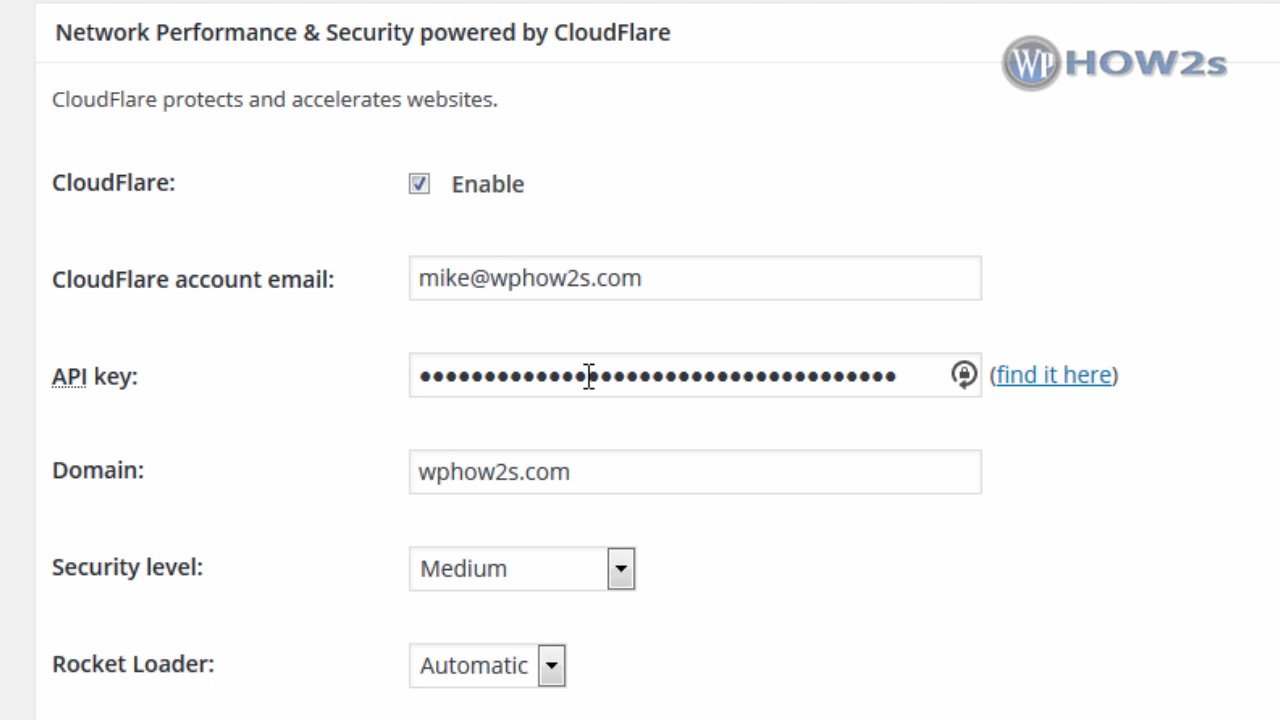 Network Performance & Security powered by CloudFlare
WP HOW2s
CloudFlare protects and accelerates websites.
CloudFlare: Enable
CloudFlare account email: mike@wphow2s.com
API key: ••••••••••••••••••••••••••••••••••••• (find it here)
Domain: wphow2s.com
Security level: Medium
Rocket Loader: Automatic